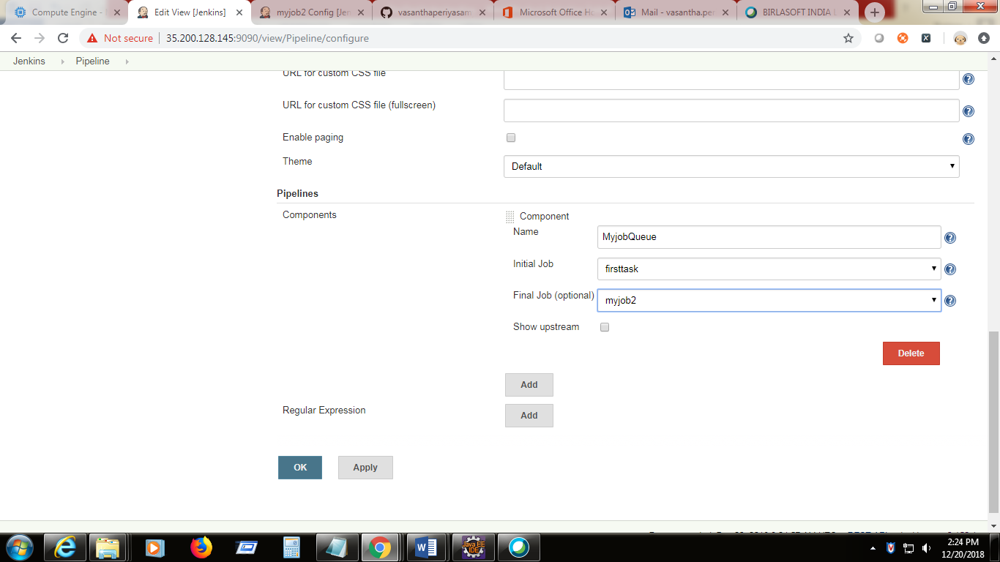 Compute Engine -
Edit View [Jenkins]
myjob2 Config [Jen
vasanthaperiyasam
Microsoft Office Ho
Mail - vasantha.per
BIRLASOFT INDIA L
Not secure
35.200.128.145:9090/view/Pipeline/configure
Jenkins
Pipeline
URL for custom CSS file
URL for custom CSS file (fullscreen)
Enable paging
Theme
Default
Pipelines
Components
Component
Name
MyjobQueue
Initial Job
firsttask
Final Job (optional)
myjob2
Show upstream
Delete
Add
Regular Expression
Add
OK
Apply
Java EE
IDE
2:24 PM
12/20/2018